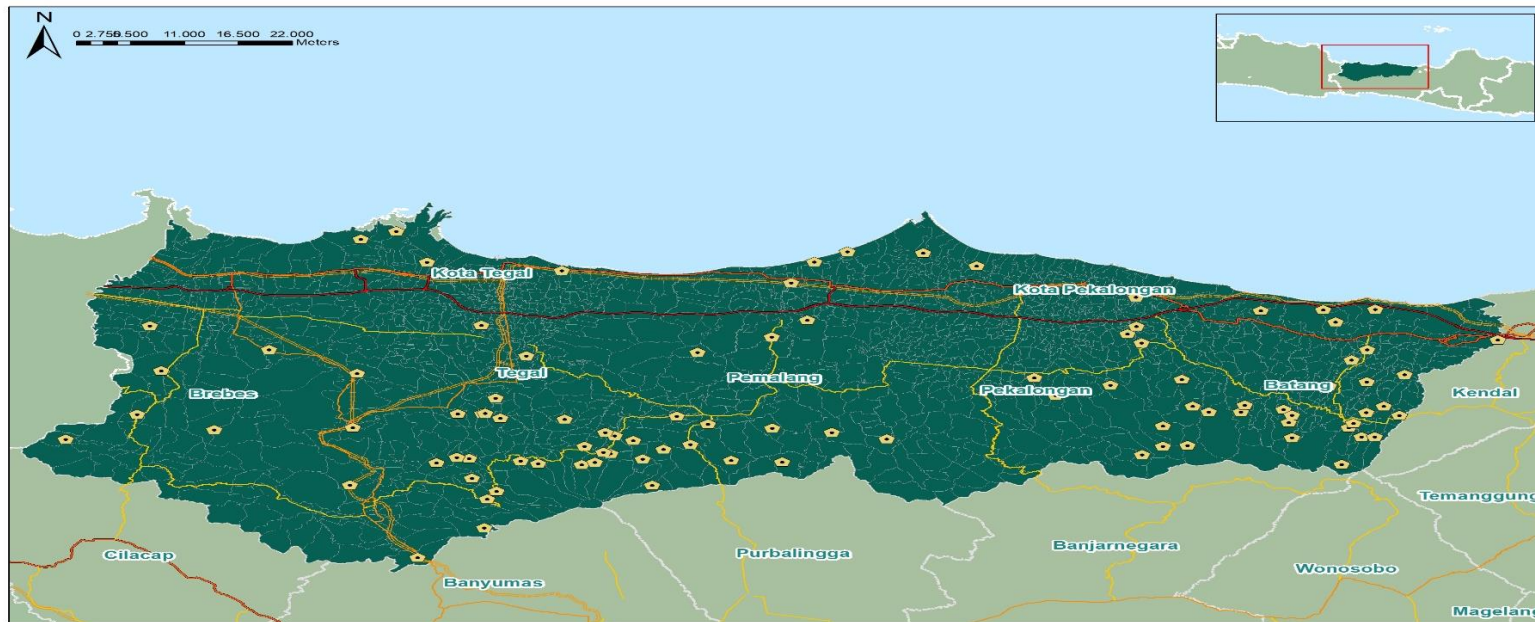 N
0 2.750 5.500 11.000 16.500 22.000
Meters
Kota Tegal
Kota Pekalongan
Tegal
Pemalang
Brebes
Pekalongan
Batang
Kendal
Temanggung
Cilacap
Banyumas
Purbalingga
Banjarnegara
Wonosobo
Magelang